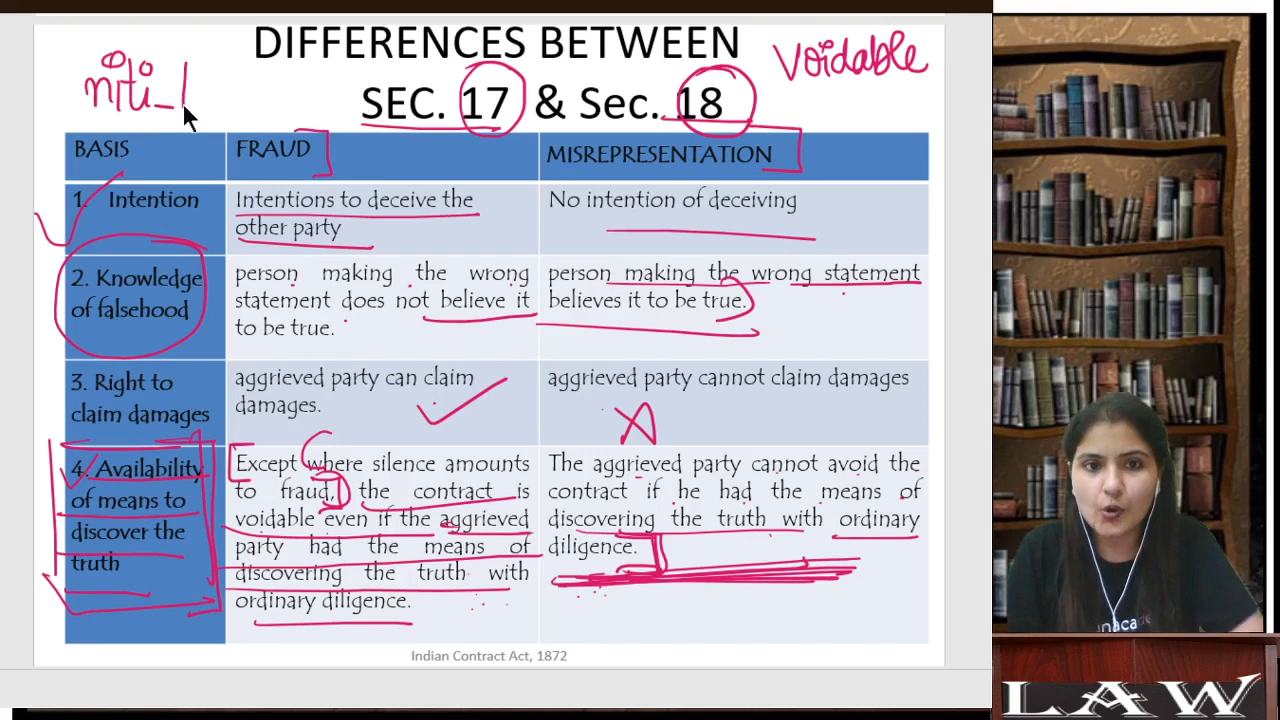 DIFFERENCES BETWEEN
SEC. 17 & Sec. 18
niti_1
Voidable
BASIS
FRAUD
MISREPRESENTATION
1. Intention
Intentions to deceive the
other party
No intention of deceiving
2. Knowledge
of falsehood
person making the wrong
statement does not believe it
to be true.
person making the wrong statement
believes it to be true.
3. Right to
claim damages
aggrieved party can claim
damages.
aggrieved party cannot claim damages
4. Availability
of means to
discover the
truth
Except where silence amounts
to fraud, the contract is
voidable even if the aggrieved
party had the means of
discovering the truth with
ordinary diligence.
The aggrieved party cannot avoid the
contract if he had the means of
discovering the truth with ordinary
diligence.
Indian Contract Act, 1872
nacade
LAW